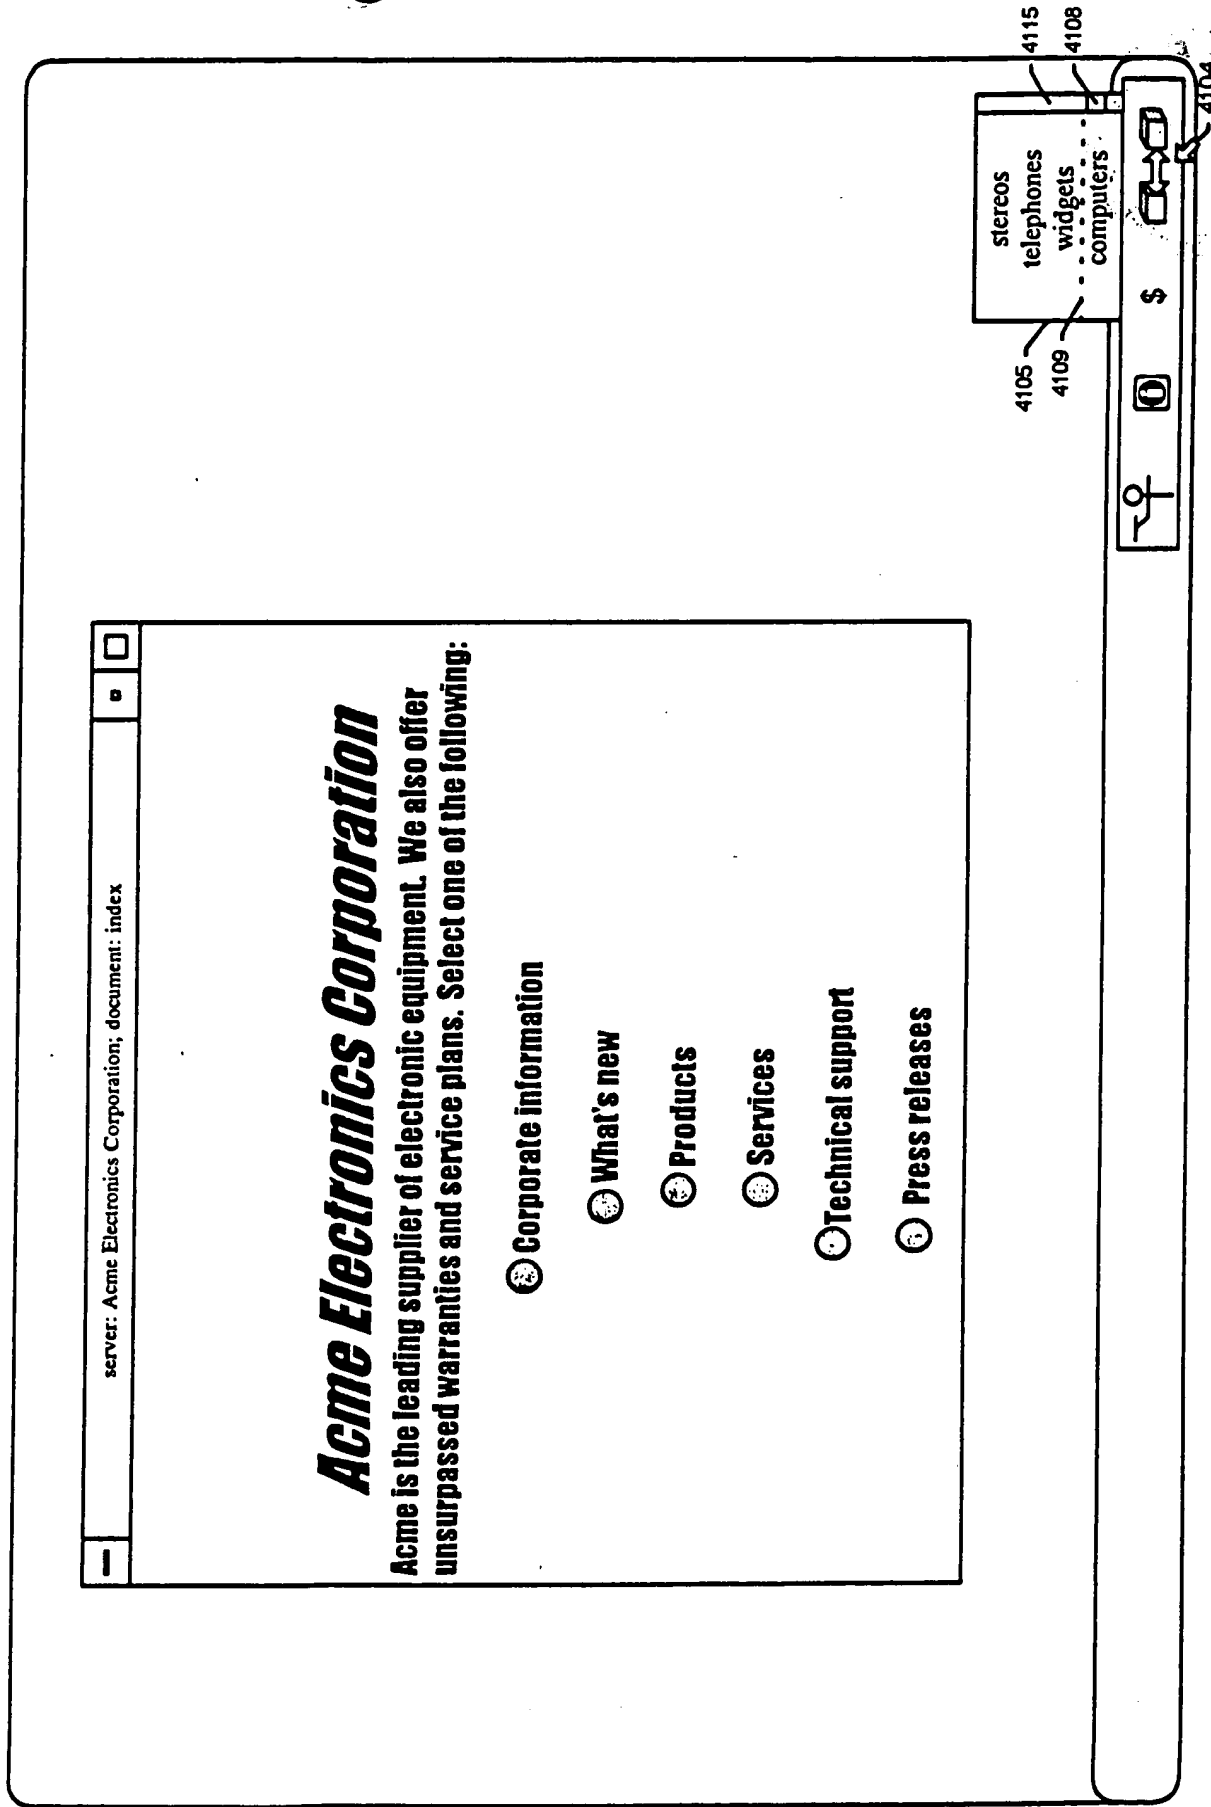 server: Acme Electronics Corporation; document: index
Acme Electronics Corporation
Acme is the leading supplier of electronic equipment. We also offer
unsurpassed warranties and service plans. Select one of the following:
Corporate information
What's new
Products
Services
Technical support
Press releases
stereos
telephones
widgets
computers
4115
4108
4105
4109
$
4104